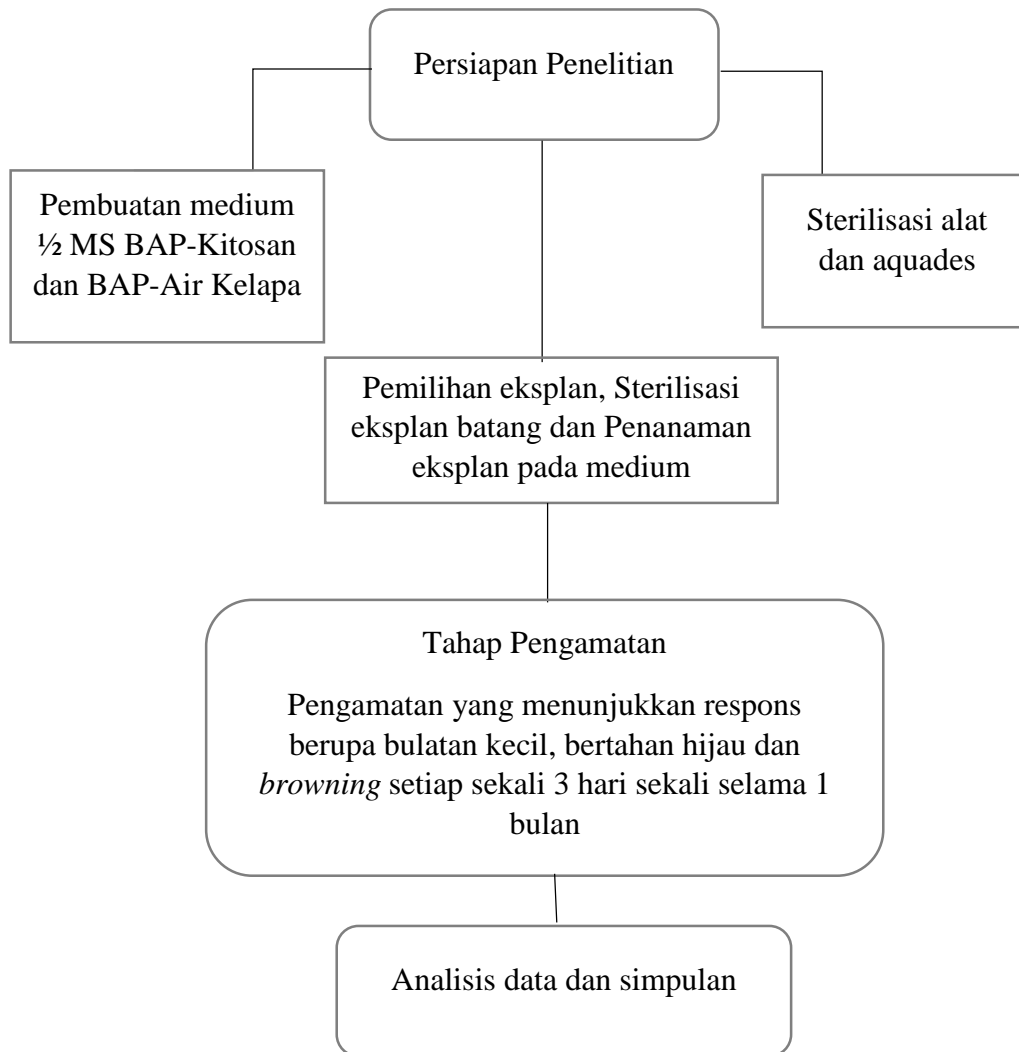 Persiapan Penelitian
Pembuatan medium
½ MS BAP-Kitosan
dan BAP-Air Kelapa
Sterilisasi alat
dan aquades
Pemilihan eksplan, Sterilisasi
eksplan batang dan Penanaman
eksplan pada medium
Tahap Pengamatan
Pengamatan yang menunjukkan respons
berupa bulatan kecil, bertahan hijau dan
browning setiap sekali 3 hari sekali selama 1
bulan
Analisis data dan simpulan